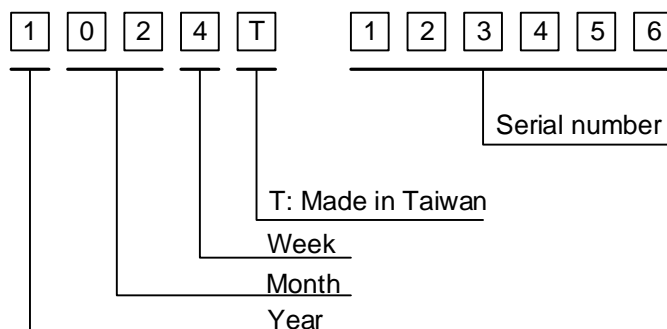 1 0 2 4 T 1 2 3 4 5 6
Serial number
T: Made in Taiwan
Week
Month
Year